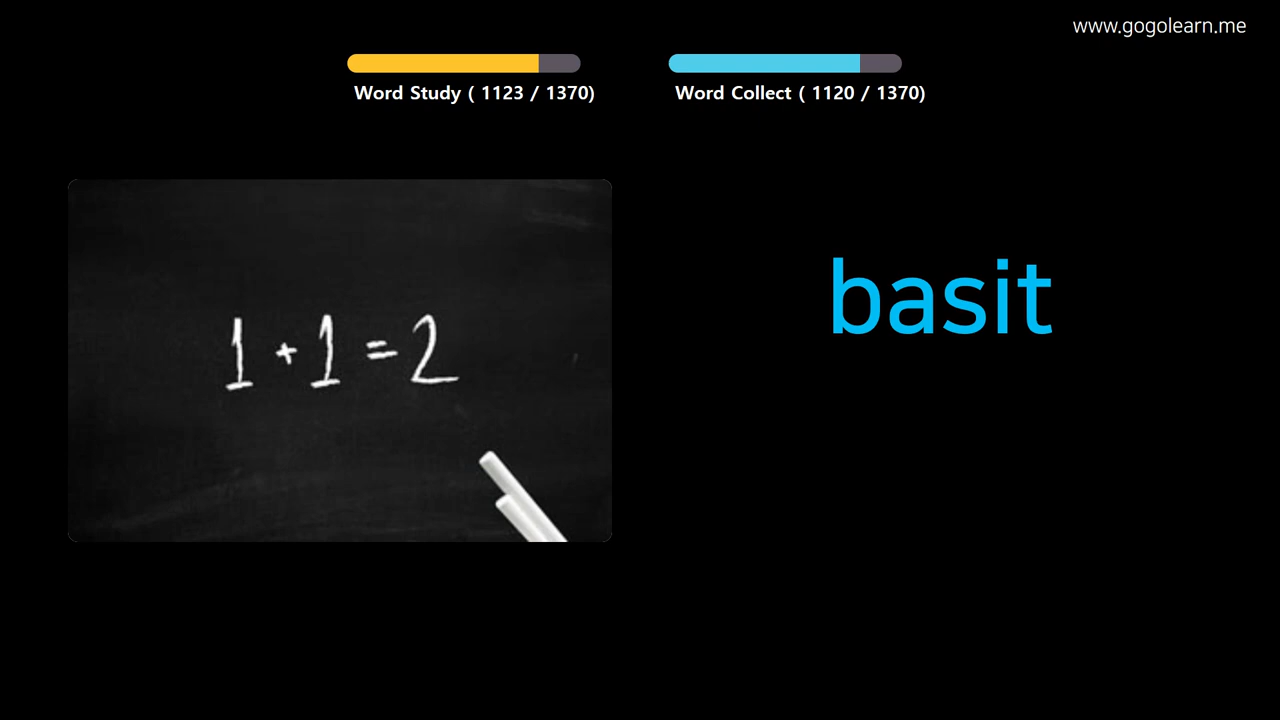 www.gogolearn.me
Word Study ( 1123 / 1370)
Word Collect ( 1120 / 1370)
1 + 1 = 2
basit